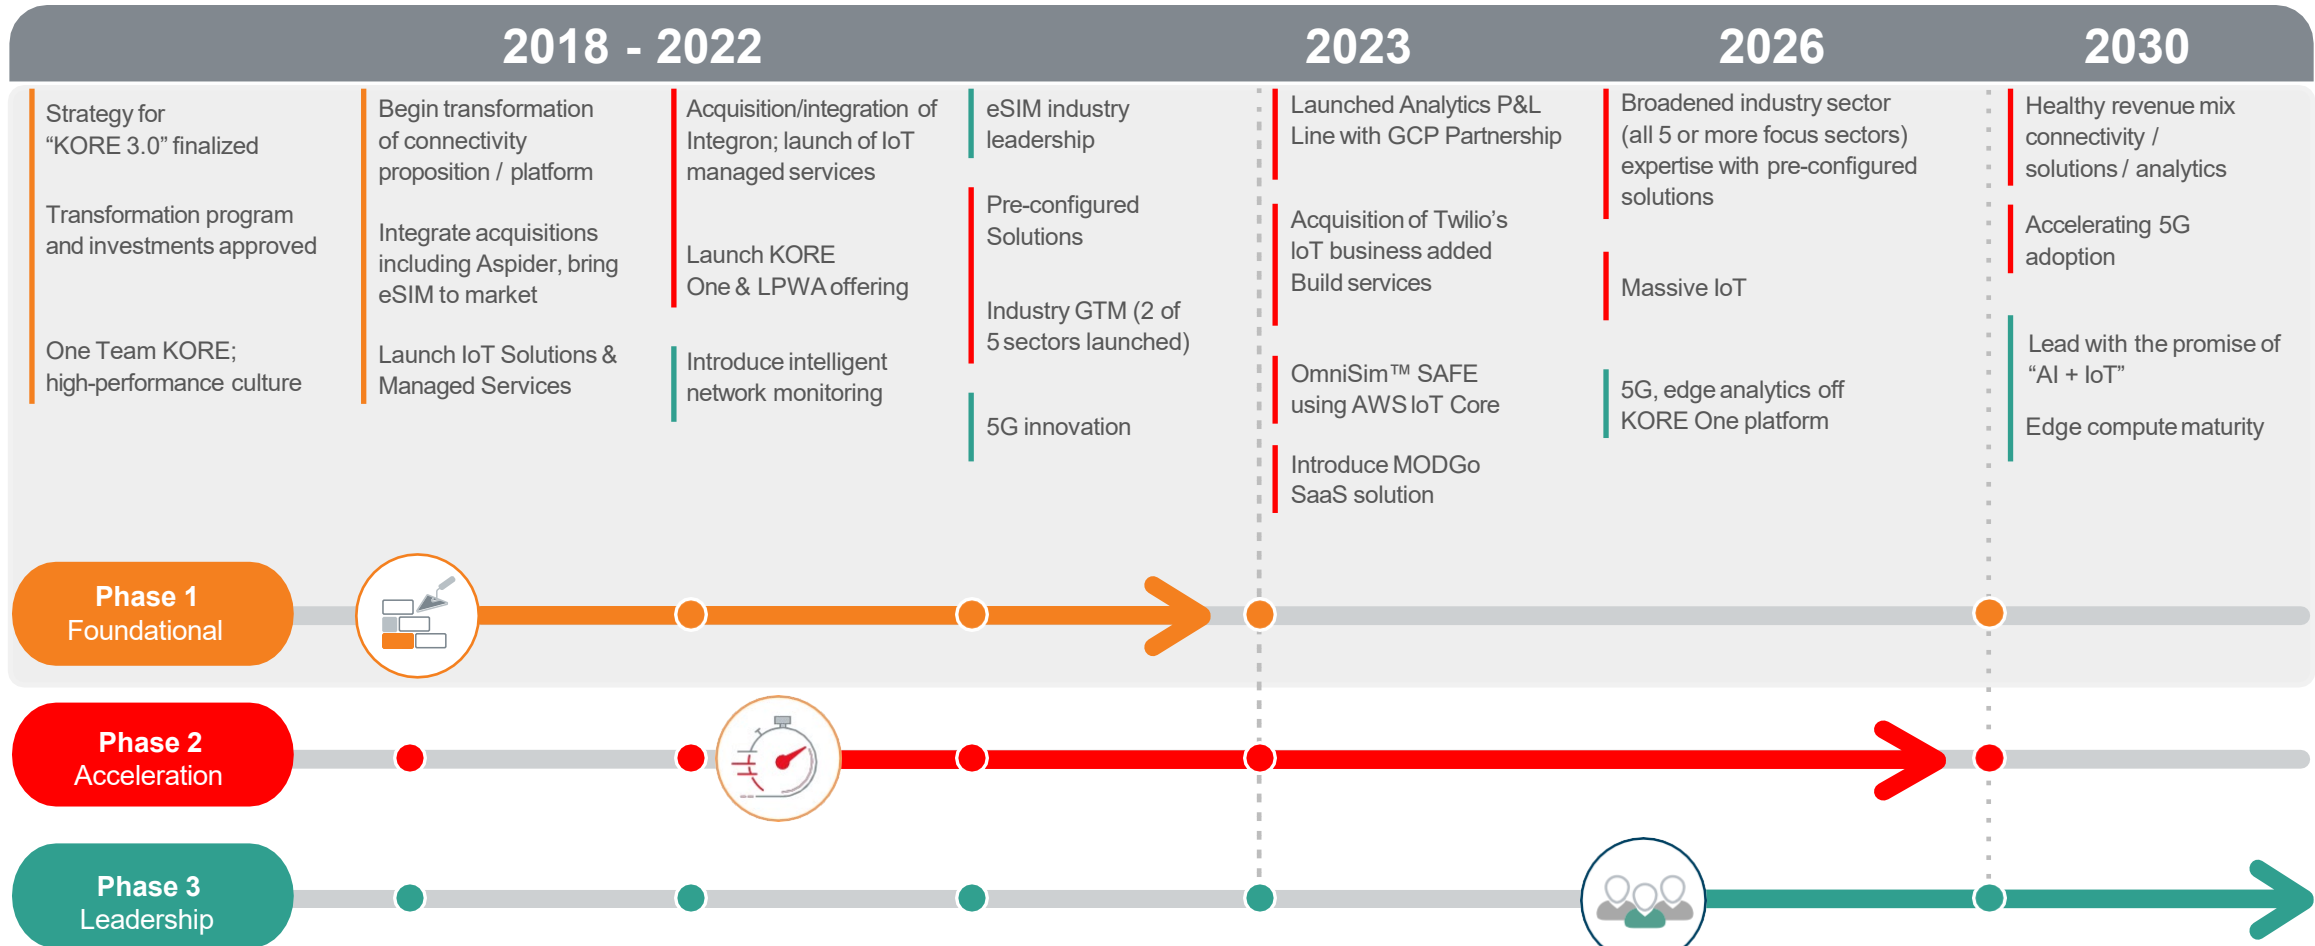 2018 - 2022
2023
2026
2030
Strategy for
“KORE 3.0” finalized
Transformation program
and investments approved
One Team KORE;
high-performance culture
Begin transformation
of connectivity
proposition / platform
Integrate acquisitions
including Aspider, bring
eSIM to market
Launch IoT Solutions &
Managed Services
Acquisition/integration of
Integron; launch of IoT
managed services
Launch KORE
One & LPWA offering
Introduce intelligent
network monitoring
eSIM industry
leadership
Pre-configured
Solutions
Industry GTM (2 of
5 sectors launched)
5G innovation
Launched Analytics P&L
Line with GCP Partnership
Acquisition of Twilio’s
IoT business added
Build services
OmniSim™ SAFE
using AWS IoT Core
Introduce MODGo
SaaS solution
Broadened industry sector
(all 5 or more focus sectors)
expertise with pre-configured
solutions
Massive IoT
5G, edge analytics off
KORE One platform
Healthy revenue mix
connectivity /
solutions / analytics
Accelerating 5G
adoption
Lead with the promise of
“AI + IoT”
Edge compute maturity
Phase 1
Foundational
Phase 2
Acceleration
Phase 3
Leadership